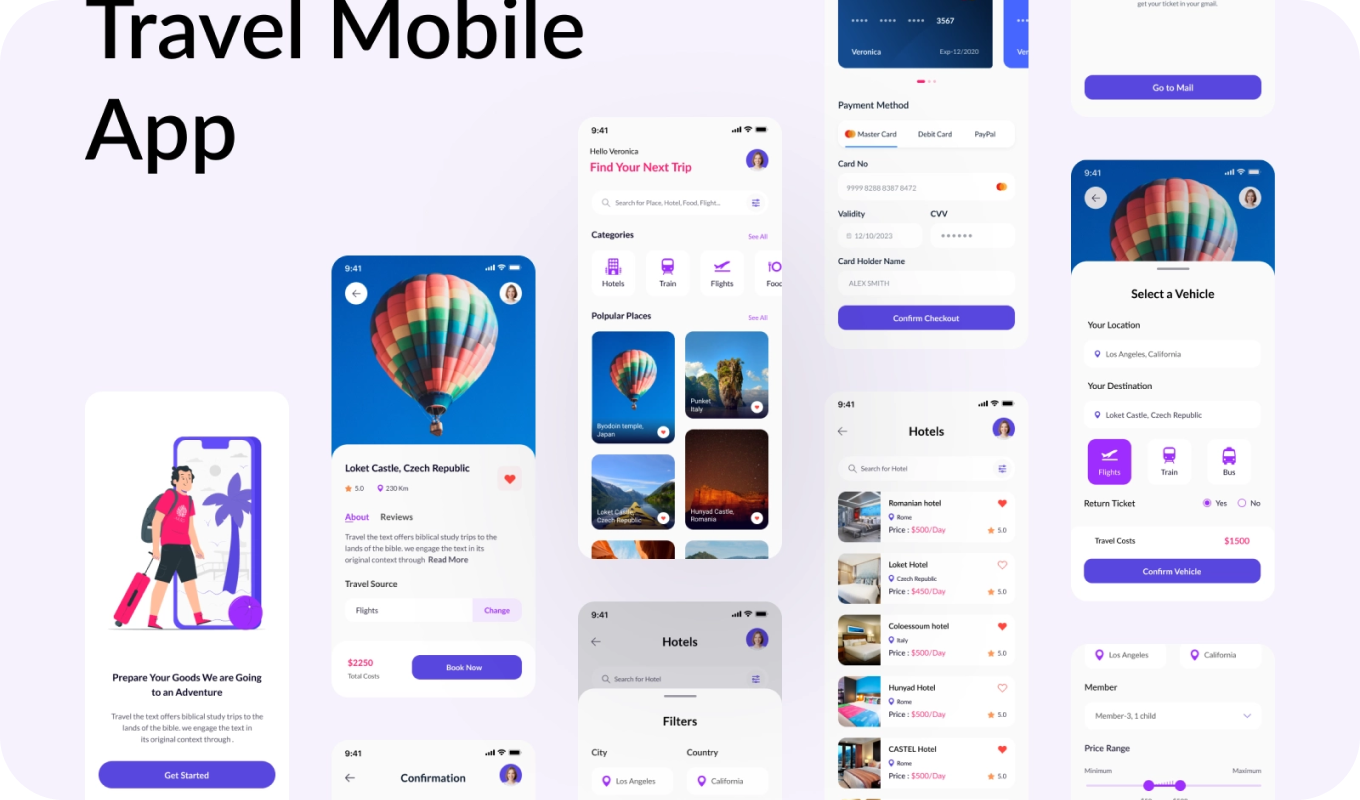 Travel Mobile
App
Prepare Your Goods We are Going
to an Adventure
Travel the text offers biblical study trips to the
lands of the bible. we engage the text in
its original context through .
Get Started
9:41
Loket Castle, Czech Republic
5.0
230 Km
About
Reviews
Travel the text offers biblical study trips to the
lands of the bible. we engage the text in its
original context through Read More
Travel Source
Flights
Change
$2250
Total Costs
Book Now
9:41
Confirmation
9:41
Hello Veronica
Find Your Next Trip
Search for Place, Hotel, Food, Flight...
Categories
See All
Hotels
Train
Flights
Food
Polpular Places
See All
Byodoin temple,
Japan
Punket
Italy
Loket Castle,
Czech Republic
Hunyad Castle,
Romania
9:41
Hotels
Search for Hotel
Filters
City
Country
Los Angeles
California
•••• •••• •••• 3567
Veronica
Exp-12/2020
Ver
Payment Method
Master Card
Debit Card
PayPal
Card No
9999 8288 8387 8472
Validity
CVV
12/10/2023
••••••
Card Holder Name
ALEX SMITH
Confirm Checkout
9:41
Hotels
Search for Hotel
Romanian hotel
Rome
Price : $500/Day
5.0
Loket Hotel
Czech Republic
Price : $450/Day
5.0
Coloessoum hotel
Italy
Price : $500/Day
5.0
Hunyad Hotel
Rome
Price : $500/Day
5.0
CASTEL Hotel
Rome
Price : $500/Day
5.0
get your ticket in your gmail.
Go to Mail
9:41
Select a Vehicle
Your Location
Los Angeles, California
Your Destination
Loket Castle, Czech Republic
Flights
Train
Bus
Return Ticket
Yes
No
Travel Costs
$1500
Confirm Vehicle
Los Angeles
California
Member
Member-3, 1 child
Price Range
Minimum
Maximum